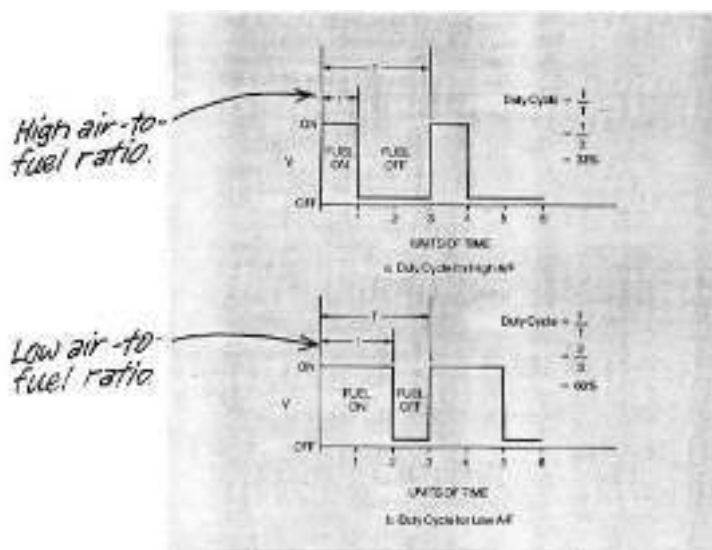 High air-to-
fuel ratio.
T
t
ON
FUEL
ON
FUEL
OFF
V
OFF
1 2 3 4 5 6
UNITS OF TIME
a. Duty Cycle for High A/F
Duty Cycle =
= 1
3
= 33%
Low air-to-
fuel ratio
T
t
ON
FUEL
ON
FUEL
OFF
V
OFF
1 2 3 4 5 6
UNITS OF TIME
b. Duty Cycle for Low A/F
Duty Cycle =
= 2
3